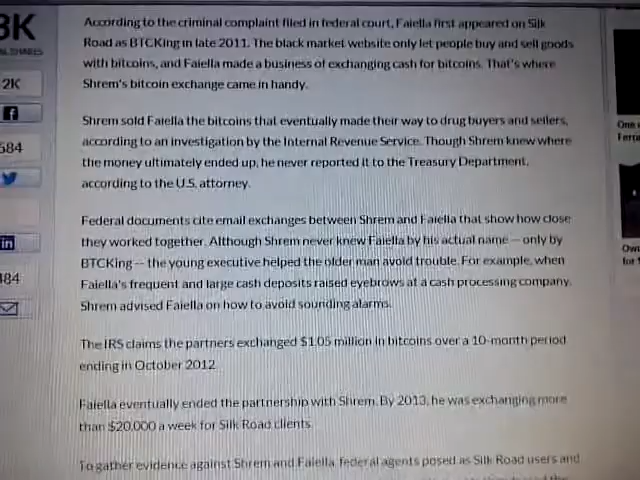 3K
SHARES
2K
584
in
184
According to the criminal complaint filed in federal court, Faiella first appeared on Silk
Road as BTCKing in late 2011. The black market website only let people buy and sell goods
with bitcoins, and Faiella made a business of exchanging cash for bitcoins. That's where
Shrem's bitcoin exchange came in handy.
Shrem sold Faiella the bitcoins that eventually made their way to drug buyers and sellers,
according to an investigation by the Internal Revenue Service. Though Shrem knew where
the money ultimately ended up, he never reported it to the Treasury Department,
according to the U.S. attorney.
Federal documents cite email exchanges between Shrem and Faiella that show how close
they worked together. Although Shrem never knew Faiella by his actual name -- only by
BTCKing -- the young executive helped the older man avoid trouble. For example, when
Faiella's frequent and large cash deposits raised eyebrows at a cash processing company,
Shrem advised Faiella on how to avoid sounding alarms.
The IRS claims the partners exchanged $1.05 million in bitcoins over a 10-month period
ending in October 2012.
Faiella eventually ended the partnership with Shrem. By 2013, he was exchanging more
than $20,000 a week for Silk Road clients.
To gather evidence against Shrem and Faiella, federal agents posed as Silk Road users and
One
Ferra
Own
for